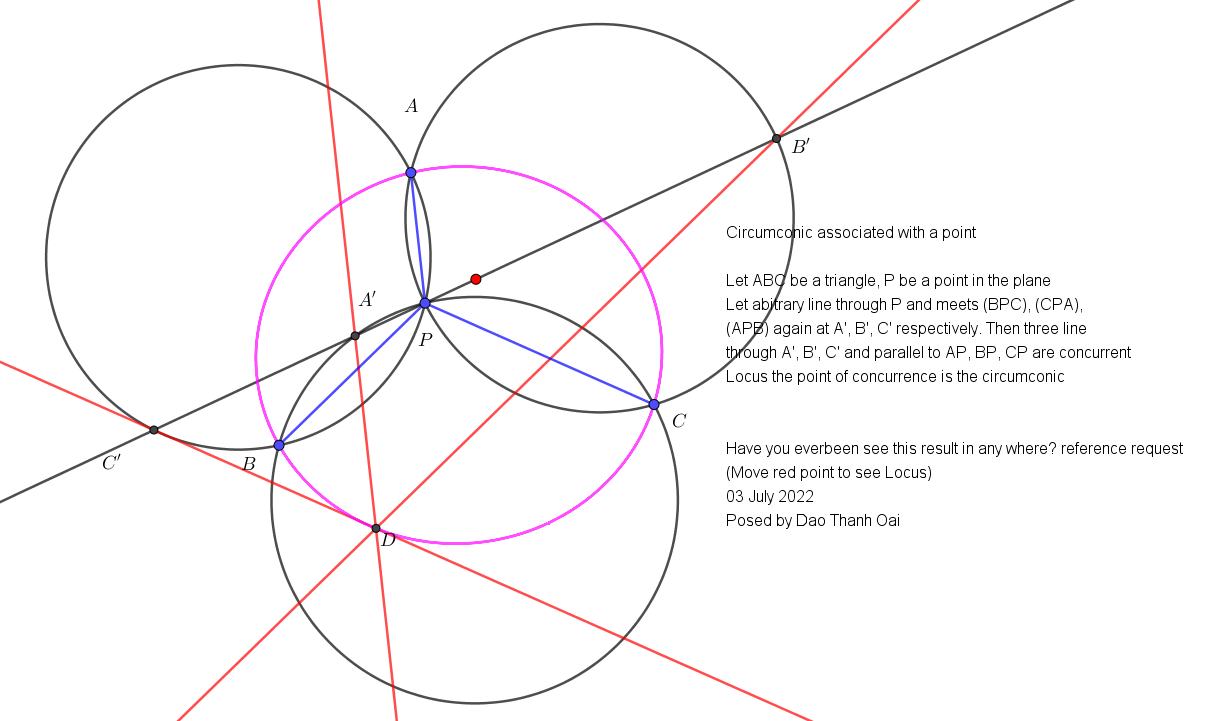 A
B′
Circumconic associated with a point
Let ABC be a triangle, P be a point in the plane
A′
Let abitrary line through P and meets (BPC), (CPA),
(APB) again at A', B', C' respectively. Then three line
P
through A', B', C' and parallel to AP, BP, CP are concurrent
Locus the point of concurrence is the circumconic
C
C′
B
Have you everbeen see this result in any where? reference request
(Move red point to see Locus)
03 July 2022
Posed by Dao Thanh Oai
D